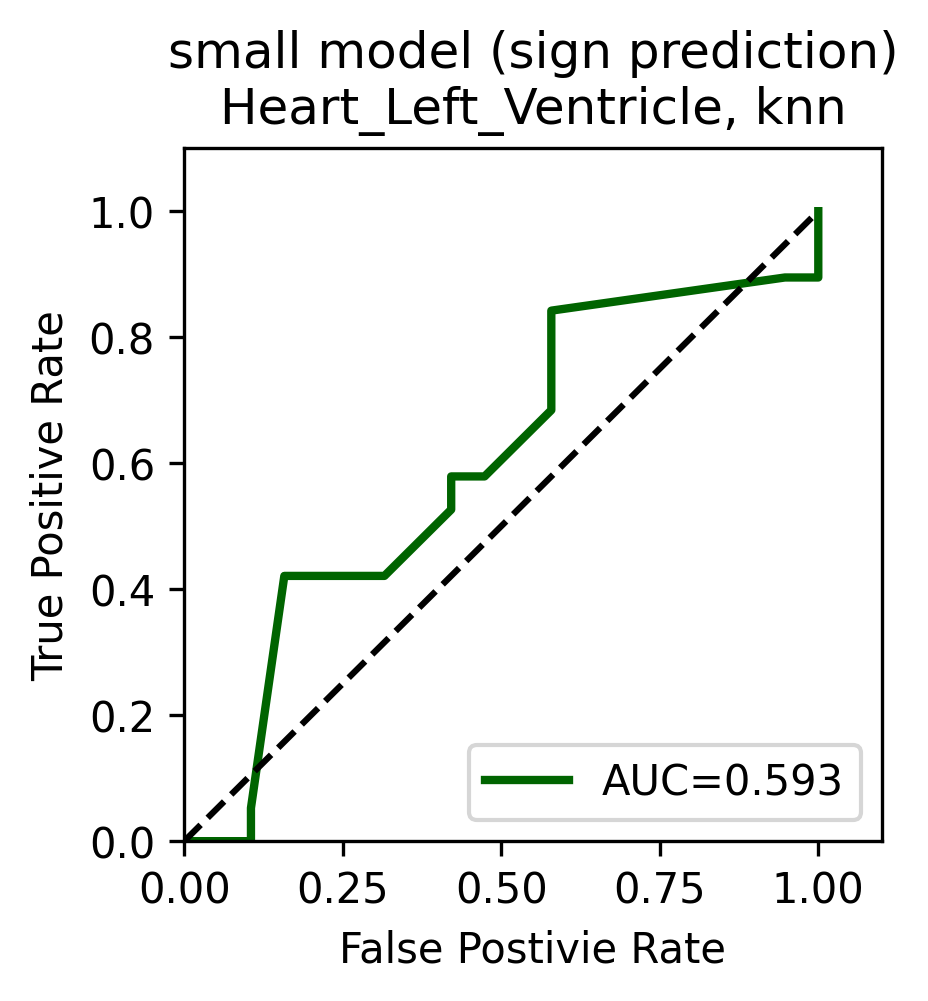 small model (sign prediction)
Heart_Left_Ventricle, knn
1.0
0.8
0.6
0.4
0.2
0.0
True Positive Rate
AUC=0.593
0.00 0.25 0.50 0.75 1.00
False Postivie Rate